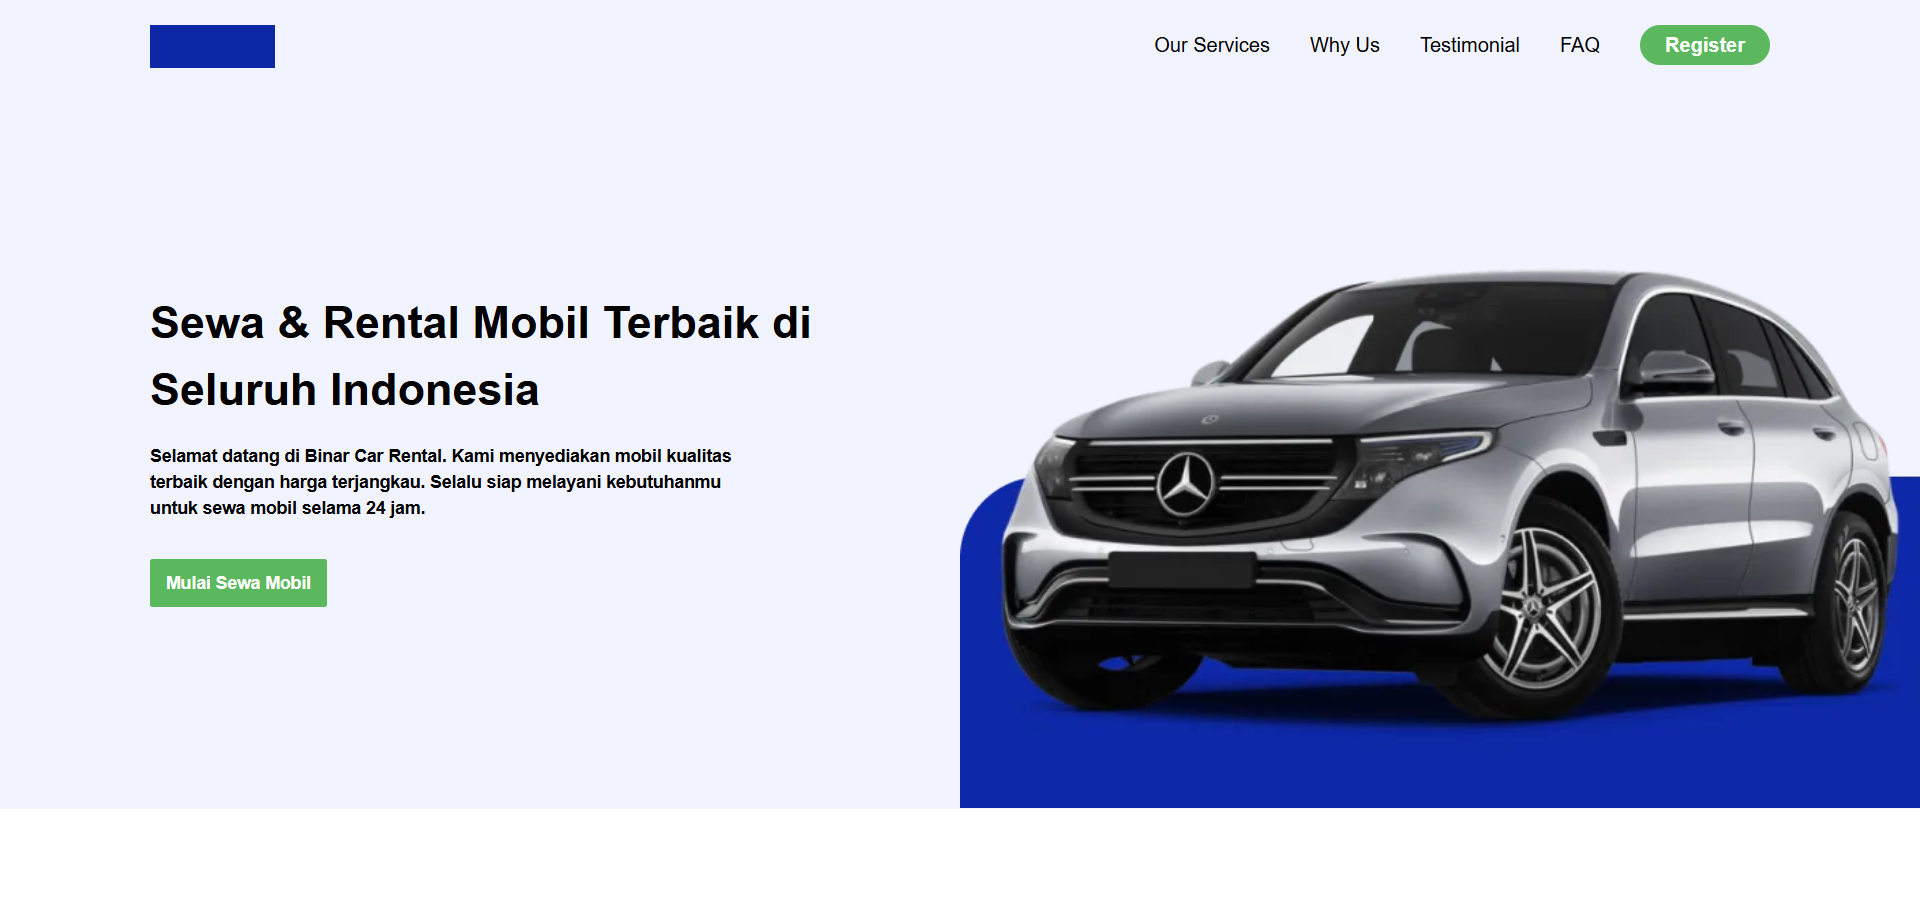 Our Services Why Us Testimonial FAQ Register
Sewa & Rental Mobil Terbaik di
Seluruh Indonesia
Selamat datang di Binar Car Rental. Kami menyediakan mobil kualitas
terbaik dengan harga terjangkau. Selalu siap melayani kebutuhanmu
untuk sewa mobil selama 24 jam.
Mulai Sewa Mobil